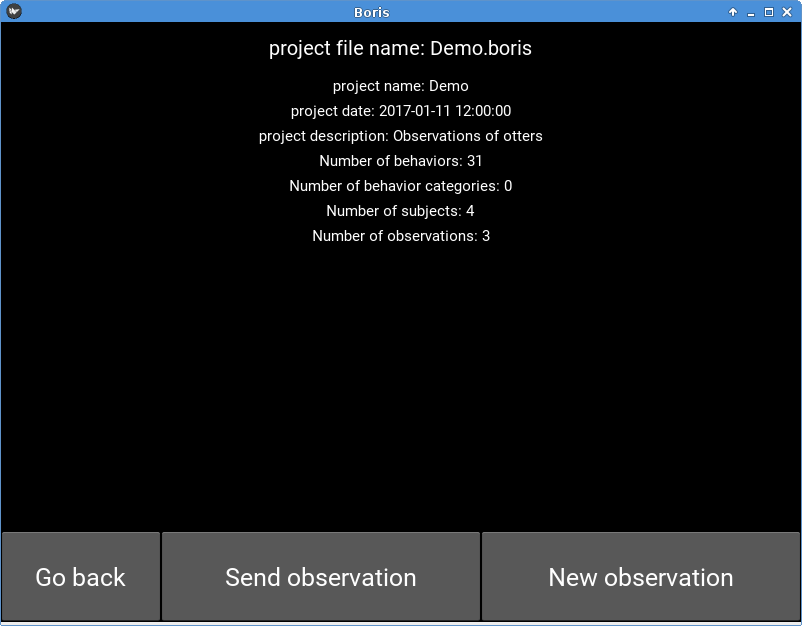 Boris
project file name: Demo.boris
project name: Demo
project date: 2017-01-11 12:00:00
project description: Observations of otters
Number of behaviors: 31
Number of behavior categories: 0
Number of subjects: 4
Number of observations: 3
Go back
Send observation
New observation